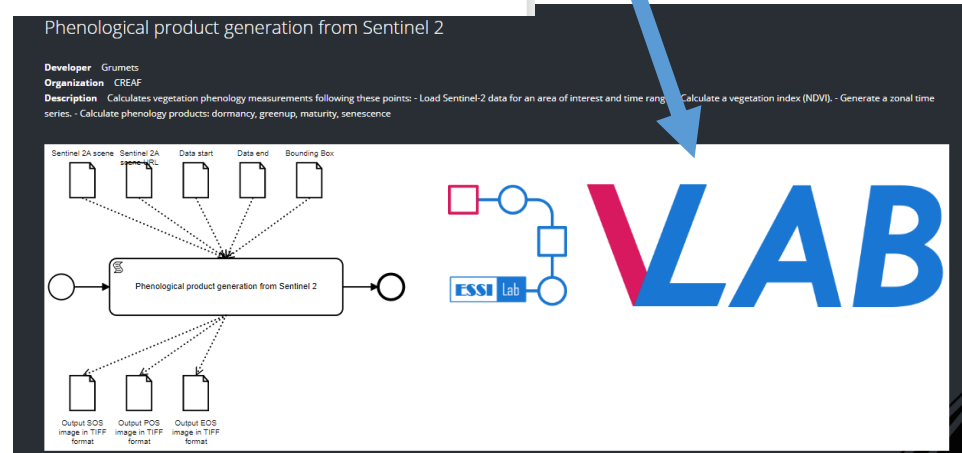 Phenological product generation from Sentinel 2
Developer Grumets
Organization CREAF
Description Calculates vegetation phenology measurements following these points: - Load Sentinel-2 data for an area of interest and time Calculate a vegetation index (NDVI). - Generate a zonal time
series. - Calculate phenology products: dormancy, greenup, maturity, senescence
Sentinel 2A scene
Sentinel 2A
scene URL
Data start
Data end
Bounding Box
Phenological product generation from Sentinel 2
ESSI Lab
VLAB
Output SOS
image in TIFF
format
Output POS
image in TIFF
format
Output EOS
image in TIFF
format